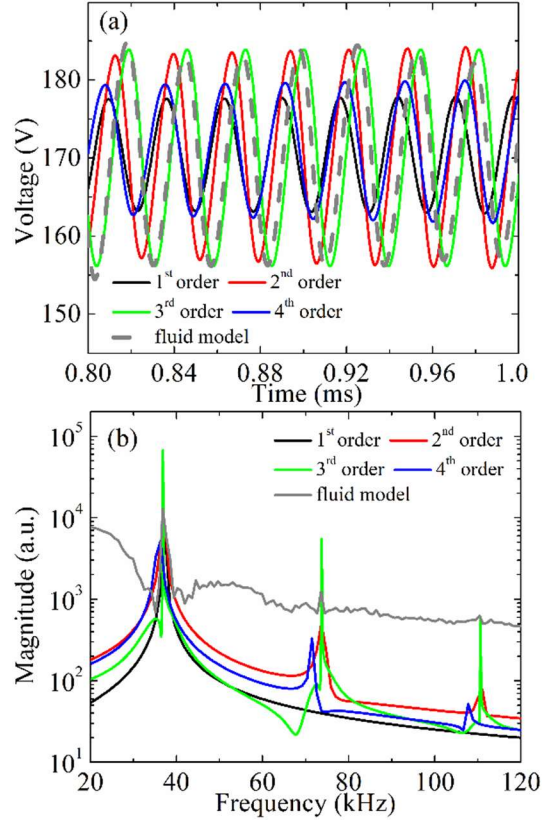 (a)
Voltage (V)
180
170
160
150
1st order 2nd order
3rd order 4th order
fluid model
0.80 0.84 0.88 0.92 0.96 1.0
Time (ms)
(b)
Magnitude (a.u.)
10^5
10^4
10^3
10^2
10^1
1st order 2nd order
3rd order 4th order
fluid model
20 40 60 80 100 120
Frequency (kHz)